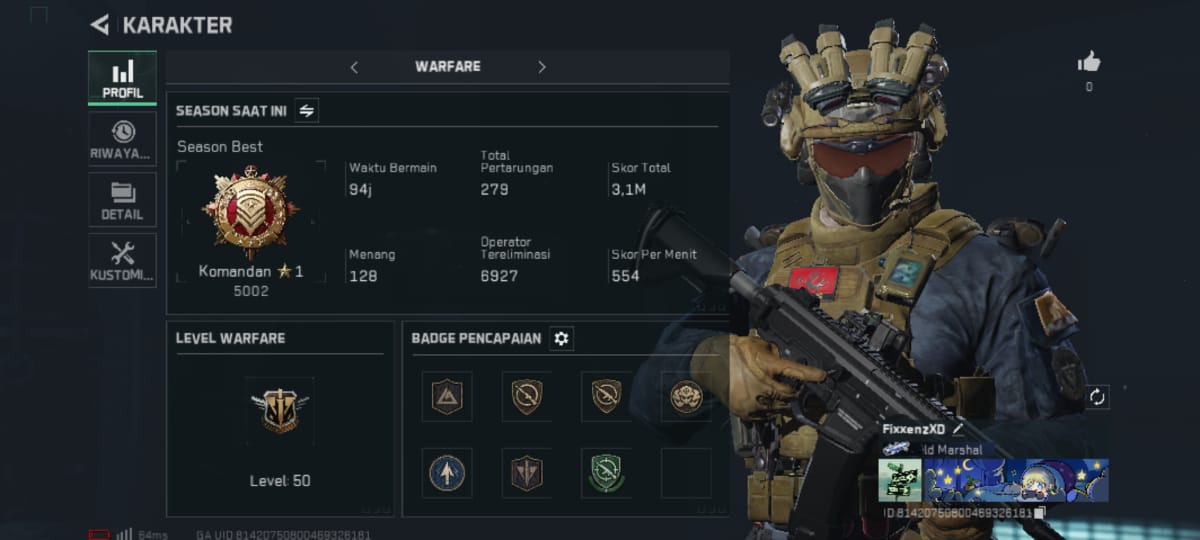 KARAKTER
PROFIL
RIWAYA...
DETAIL
KUSTOMI...
WARFARE
SEASON SAAT INI
Season Best
Komandan 1
5002
Waktu Bermain
94j
Total
Pertarungan
279
Skor Total
3,1M
Menang
128
Operator
Tereliminasi
6927
Skor Per Menit
554
LEVEL WARFARE
Level: 50
BADGE PENCAPAIAN
0
FixxenzXD
ld Marshal
ID:81420750800469326181
64ms
GA UID:81420750800469326181